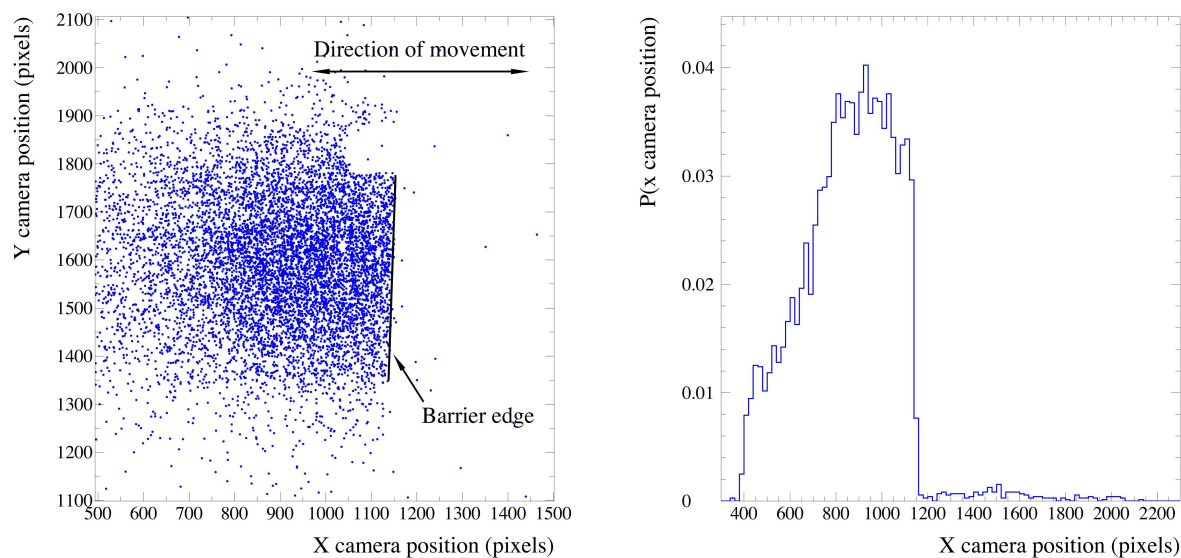 Y camera position (pixels)
2100
2000
1900
1800
1700
1600
1500
1400
1300
1200
1100
Direction of movement
Barrier edge
500 600 700 800 900 1000 1100 1200 1300 1400 1500
X camera position (pixels)
P(x camera position)
0.04
0.03
0.02
0.01
0
400 600 800 1000 1200 1400 1600 1800 2000 2200
X camera position (pixels)